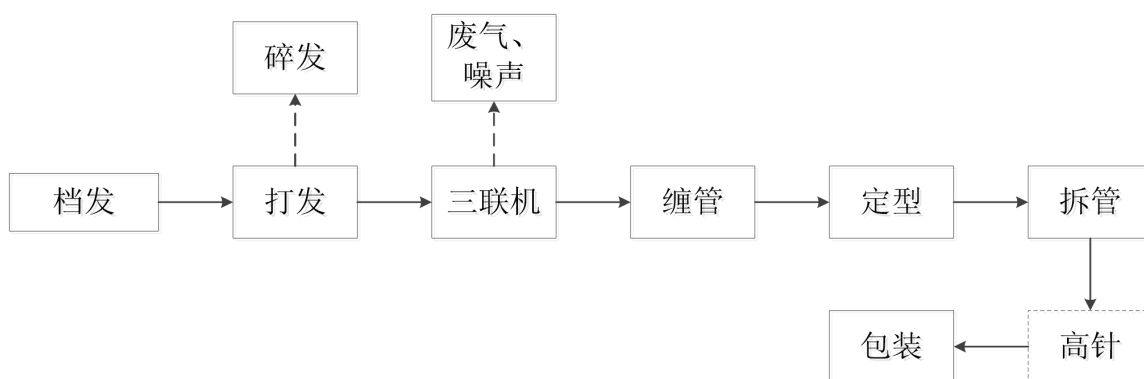 碎发
废气、
噪声
档发
打发
三联机
缠管
定型
拆管
包装
高针